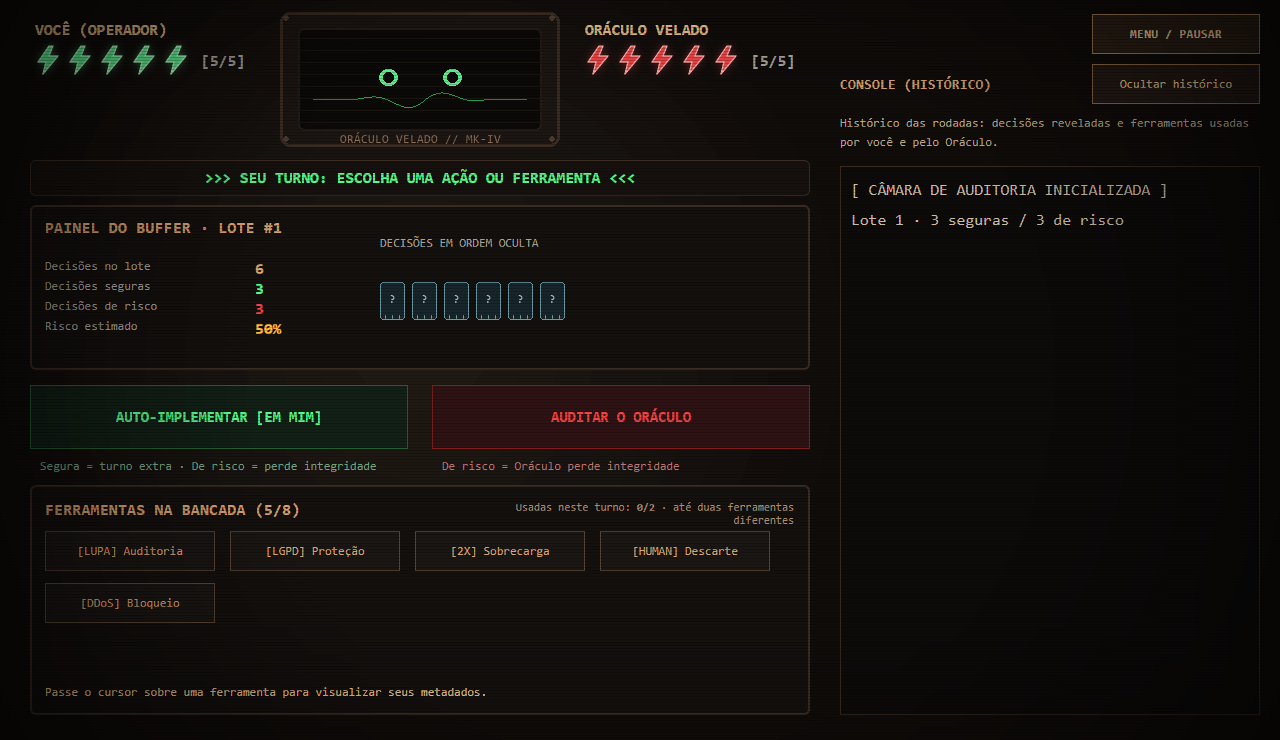 VOCÊ (OPERADOR)
[5/5]
ORÁCULO VELADO // MK-IV
ORÁCULO VELADO
[5/5]
MENU / PAUSAR
CONSOLE (HISTÓRICO)
Ocultar histórico
Histórico das rodadas: decisões reveladas e ferramentas usadas
por você e pelo Oráculo.
[ CÂMARA DE AUDITORIA INICIALIZADA ]
Lote 1 · 3 seguras / 3 de risco
>>> SEU TURNO: ESCOLHA UMA AÇÃO OU FERRAMENTA <<<
PAINEL DO BUFFER · LOTE #1
DECISÕES EM ORDEM OCULTA
Decisões no lote 6
Decisões seguras 3
Decisões de risco 3
Risco estimado 50%
? ? ? ? ? ?
AUTO-IMPLEMENTAR [EM MIM]
AUDITAR O ORÁCULO
Segura = turno extra · De risco = perde integridade
De risco = Oráculo perde integridade
FERRAMENTAS NA BANCADA (5/8)
Usadas neste turno: 0/2 · até duas ferramentas
diferentes
[LUPA] Auditoria
[LGPD] Proteção
[2X] Sobrecarga
[HUMAN] Descarte
[DDoS] Bloqueio
Passe o cursor sobre uma ferramenta para visualizar seus metadados.